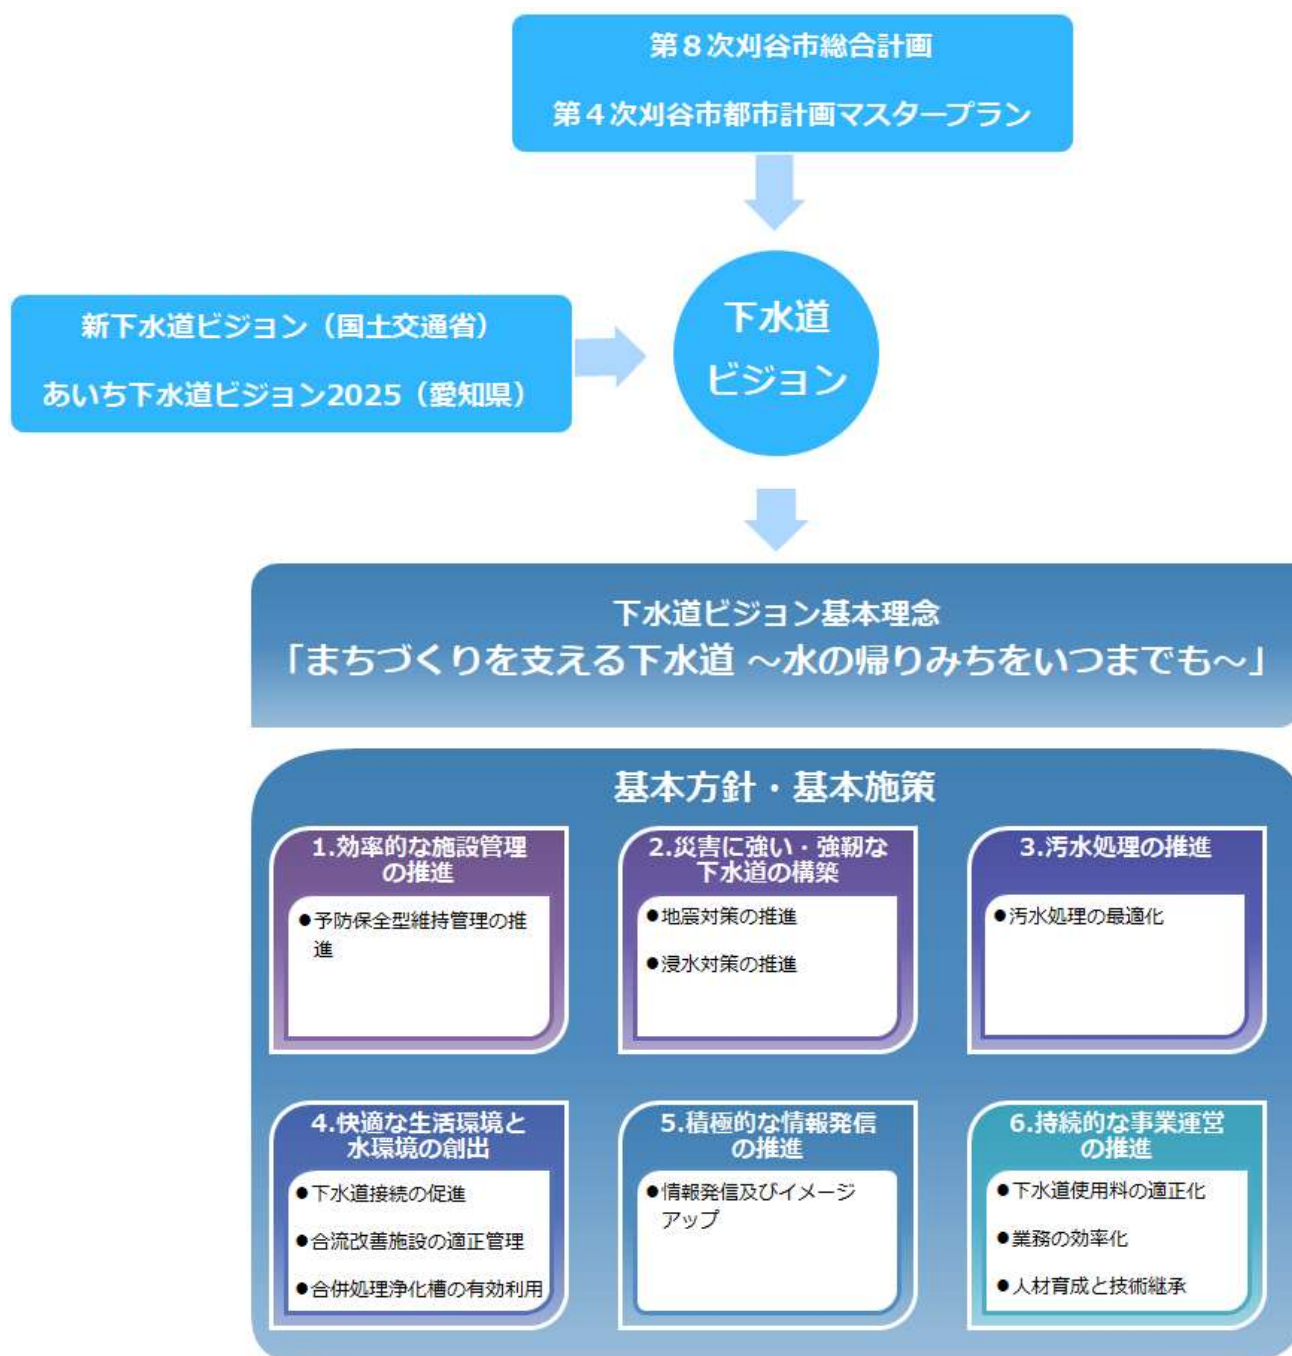 第８次刈谷市総合計画
第４次刈谷市都市計画マスタープラン
新下水道ビジョン（国土交通省）
あいち下水道ビジョン2025（愛知県）
下水道
ビジョン
下水道ビジョン基本理念
「まちづくりを支える下水道 ～水の帰りみちをいつまでも～」
基本方針・基本施策
1.効率的な施設管理
の推進
●予防保全型維持管理の推
進
2.災害に強い・強靭な
下水道の構築
●地震対策の推進
●浸水対策の推進
3.汚水処理の推進
●汚水処理の最適化
4.快適な生活環境と
水環境の創出
●下水道接続の促進
●合流改善施設の適正管理
●合併処理浄化槽の有効利用
5.積極的な情報発信
の推進
●情報発信及びイメージ
アップ
6.持続的な事業運営
の推進
●下水道使用料の適正化
●業務の効率化
●人材育成と技術継承